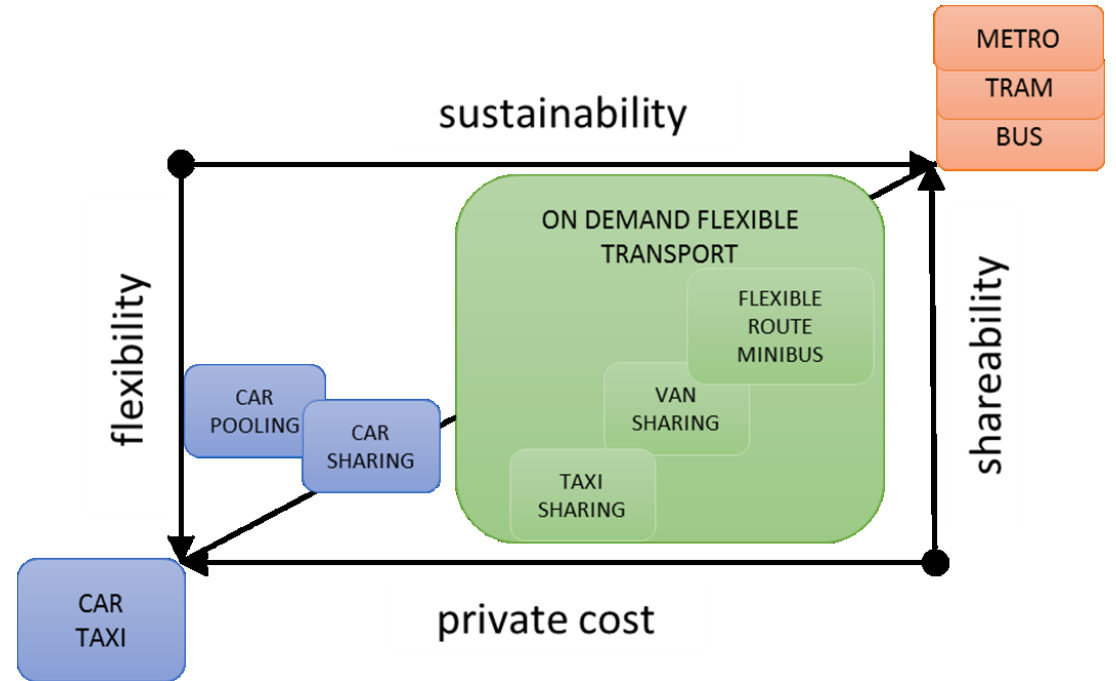 METRO
TRAM
BUS
sustainability
ON DEMAND FLEXIBLE
TRANSPORT
flexibility
shareability
FLEXIBLE
ROUTE
MINIBUS
CAR
POOLING
CAR
SHARING
VAN
SHARING
TAXI
SHARING
CAR
TAXI
private cost